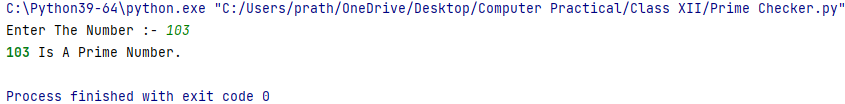 C:\Python39-64\python.exe "C:/Users/prath/OneDrive/Desktop/Computer Practical/Class XII/Prime Checker.py"
Enter The Number :- 103
103 Is A Prime Number.
Process finished with exit code 0